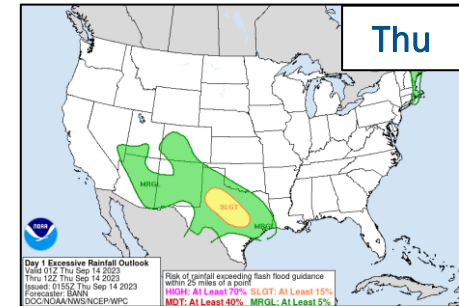 Thu
MRGL
SLGT
MRGL
NOAA
Day 1 Excessive Rainfall Outlook
Valid 01Z Thu Sep 14 2023
Thru 12Z Thu Sep 14 2023
Issued: 0155Z Thu Sep 14 2023
Forecaster: BANN
DOC/NOAA/NWS/NCEP/WPC
Risk of rainfall exceeding flash flood guidance
within 25 miles of a point
HIGH: At Least 70% SLGT: At Least 15%
MDT: At Least 40% MRGL: At Least 5%